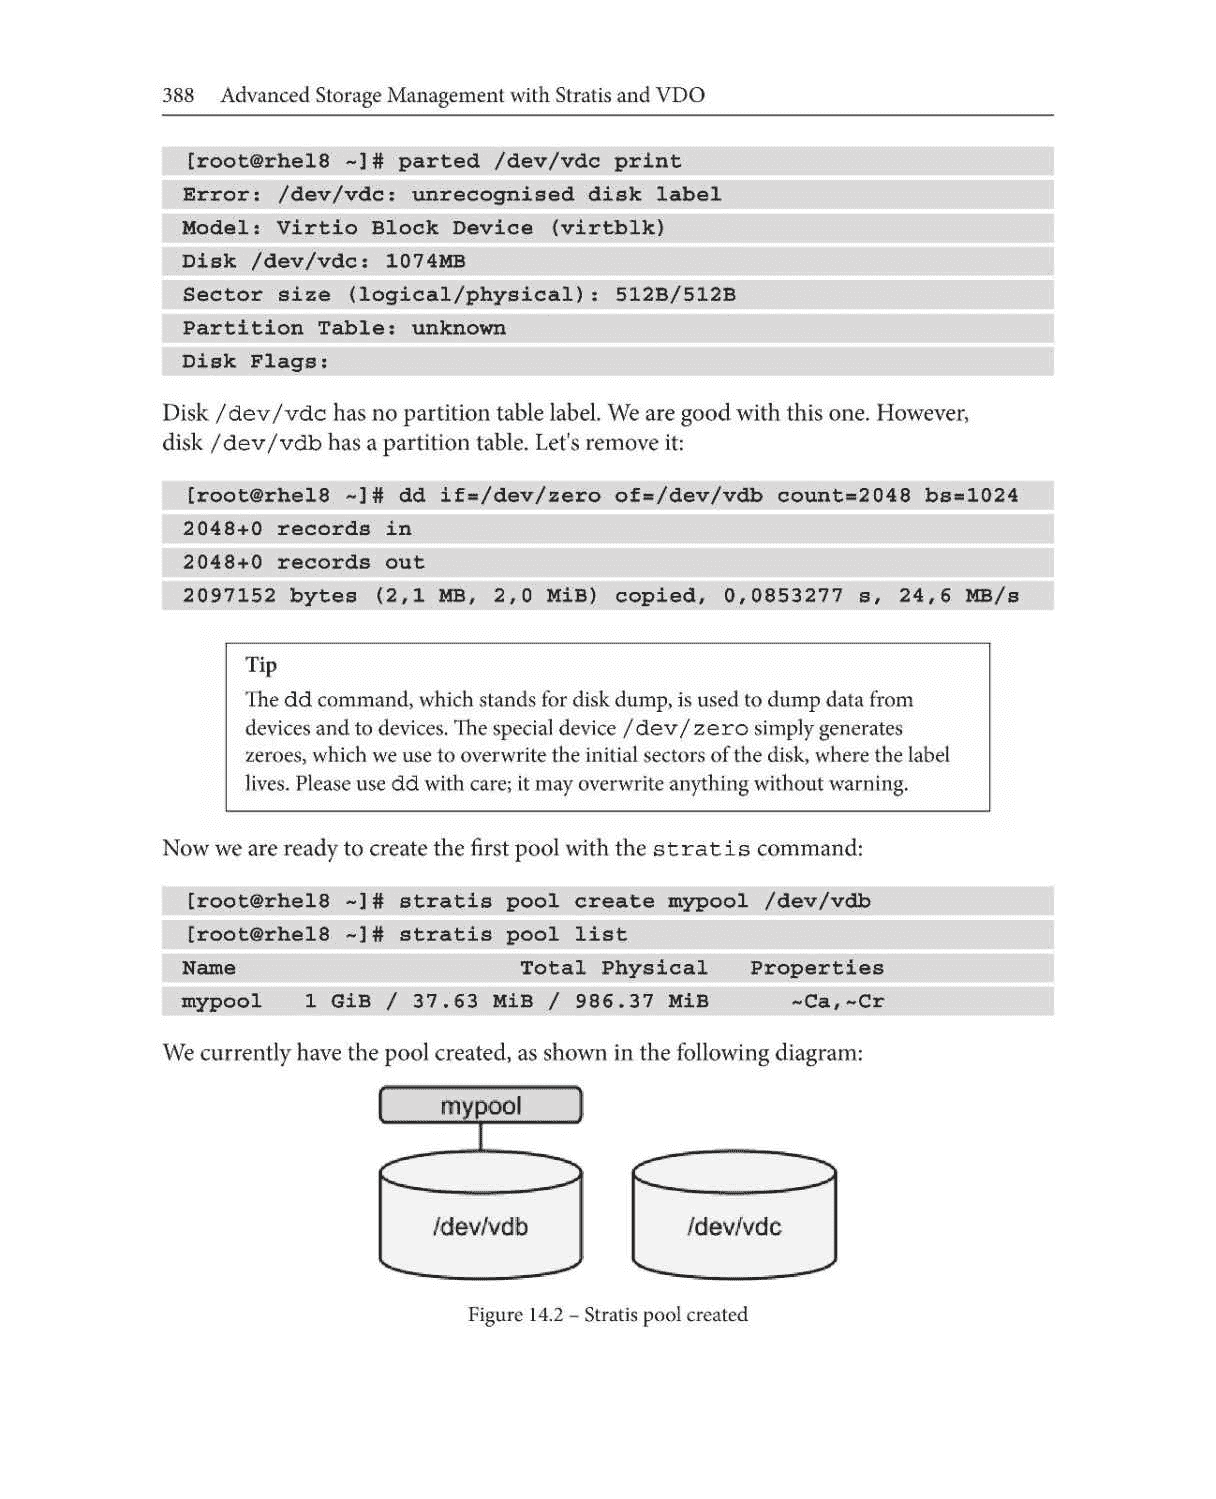 388 Advanced Storage Management with Stratis and VDO
[root@rhel8 ~]# parted /dev/vdc print
Error: /dev/vdc: unrecognised disk label
Model: Virtio Block Device (virtblk)
Disk /dev/vdc: 1074MB
Sector size (logical/physical): 512B/512B
Partition Table: unknown
Disk Flags:
Disk /dev/vdc has no partition table label. We are good with this one. However,
disk /dev/vdb has a partition table. Let's remove it:
[root@rhel8 ~]# dd if=/dev/zero of=/dev/vdb count=2048 bs=1024
2048+0 records in
2048+0 records out
2097152 bytes (2,1 MB, 2,0 MiB) copied, 0,0853277 s, 24,6 MB/s
Tip
The dd command, which stands for disk dump, is used to dump data from
devices and to devices. The special device /dev/zero simply generates
zeroes, which we use to overwrite the initial sectors of the disk, where the label
lives. Please use dd with care; it may overwrite anything without warning.
Now we are ready to create the first pool with the stratis command:
[root@rhel8 ~]# stratis pool create mypool /dev/vdb
[root@rhel8 ~]# stratis pool list
Name Total Physical Properties
mypool 1 GiB / 37.63 MiB / 986.37 MiB ~Ca,~Cr
We currently have the pool created, as shown in the following diagram:
mypool
/dev/vdb /dev/vdc
Figure 14.2 – Stratis pool created